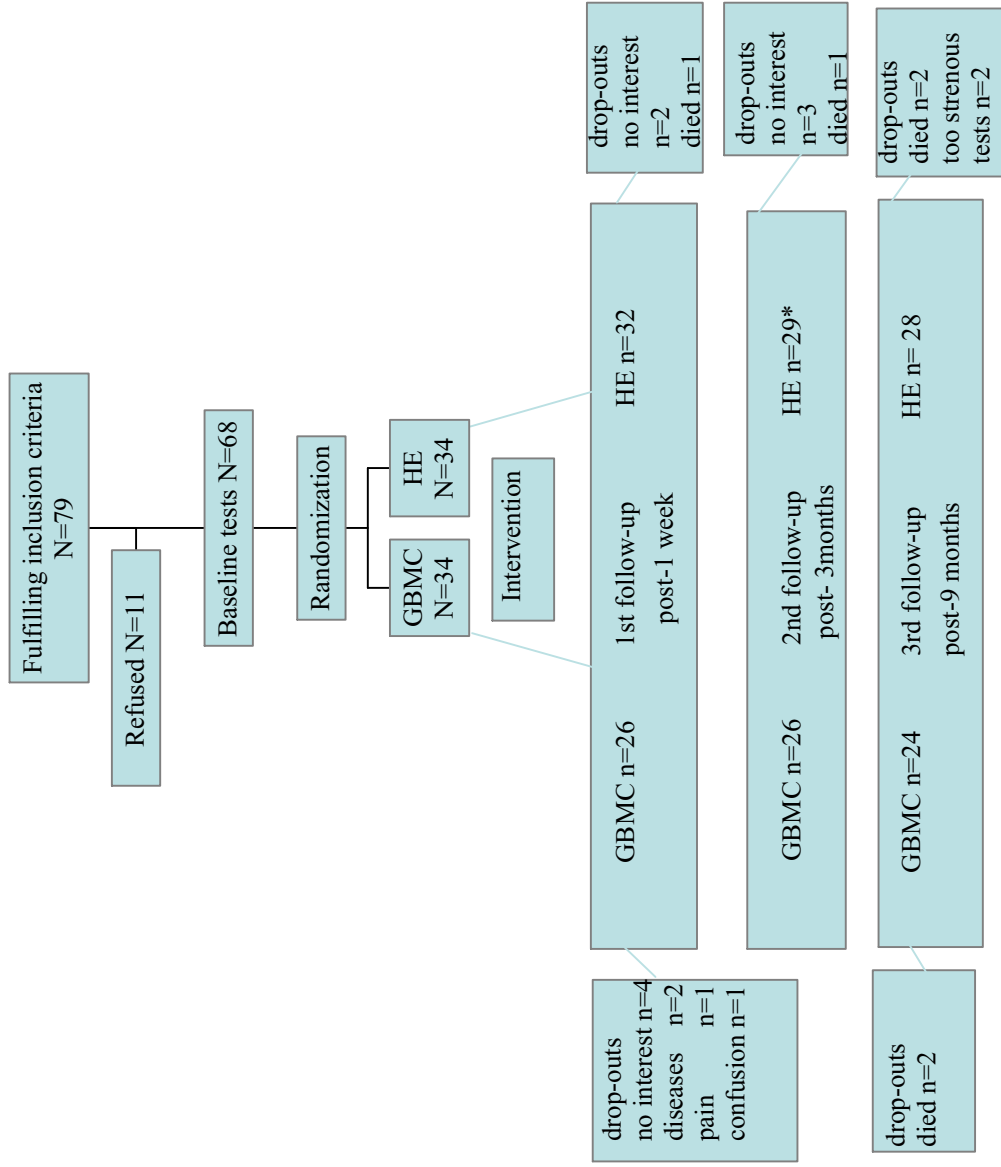 Fulfilling inclusion criteria
N=79
Refused N=11
Baseline tests N=68
Randomization
GBMC
N=34
HE
N=34
Intervention
GBMC n=26
1st follow-up
post-1 week
HE n=32
drop-outs
no interest n=4
diseases n=2
pain n=1
confusion n=1
drop-outs
no interest
n=2
died n=1
GBMC n=26
2nd follow-up
post- 3months
HE n=29*
drop-outs
no interest
n=3
died n=1
GBMC n=24
3rd follow-up
post-9 months
HE n= 28
drop-outs
died n=2
drop-outs
died n=2
too strenous
tests n=2